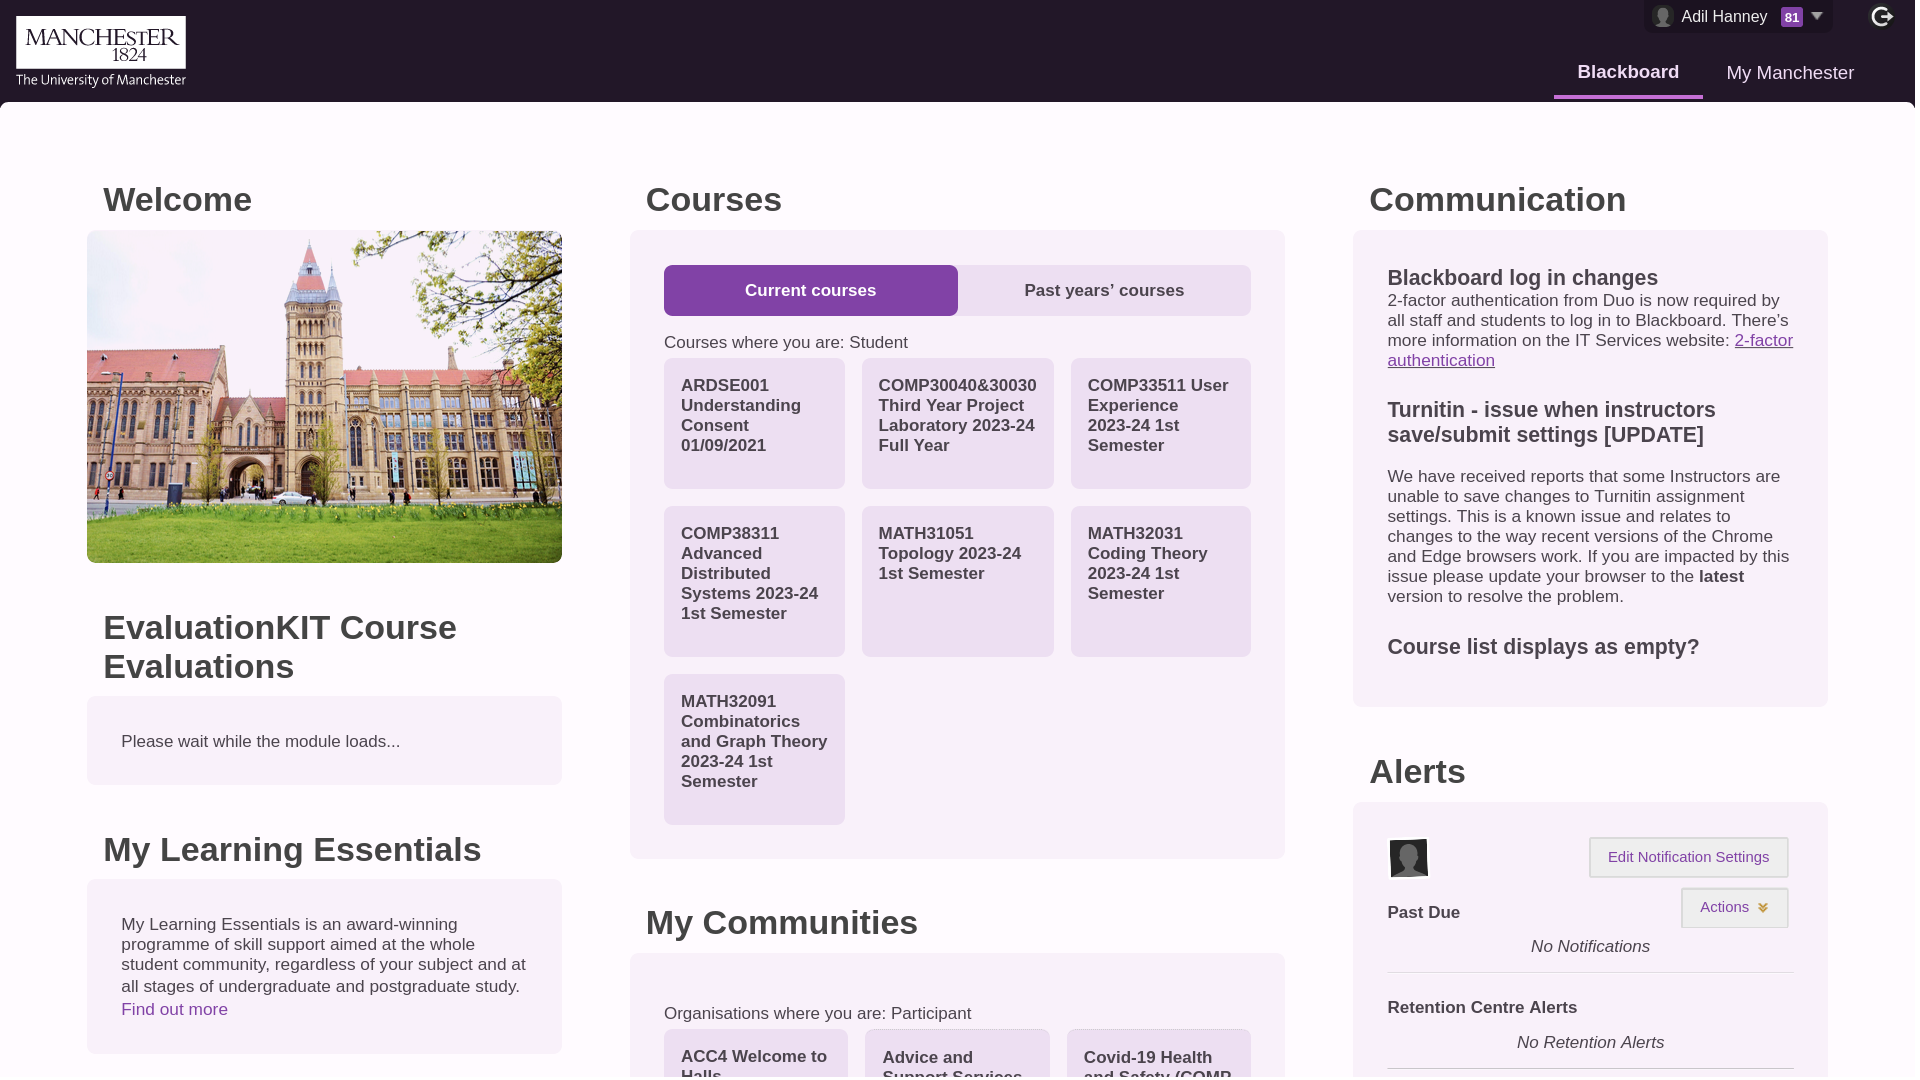 MANCHESTER
1824
The University of Manchester
Adil Hanney 81
Blackboard
My Manchester
Welcome
EvaluationKIT Course
Evaluations
Please wait while the module loads...
My Learning Essentials
My Learning Essentials is an award-winning
programme of skill support aimed at the whole
student community, regardless of your subject and at
all stages of undergraduate and postgraduate study.
Find out more
Courses
Current courses
Past years’ courses
Courses where you are: Student
ARDSE001
Understanding
Consent
01/09/2021
COMP30040&30030
Third Year Project
Laboratory 2023-24
Full Year
COMP33511 User
Experience
2023-24 1st
Semester
COMP38311
Advanced
Distributed
Systems 2023-24
1st Semester
MATH31051
Topology 2023-24
1st Semester
MATH32031
Coding Theory
2023-24 1st
Semester
MATH32091
Combinatorics
and Graph Theory
2023-24 1st
Semester
My Communities
Organisations where you are: Participant
ACC4 Welcome to
Halls
Advice and
Support Services
Covid-19 Health
and Safety (COMP
Communication
Blackboard log in changes
2-factor authentication from Duo is now required by
all staff and students to log in to Blackboard. There’s
more information on the IT Services website: 2-factor
authentication
Turnitin - issue when instructors
save/submit settings [UPDATE]
We have received reports that some Instructors are
unable to save changes to Turnitin assignment
settings. This is a known issue and relates to
changes to the way recent versions of the Chrome
and Edge browsers work. If you are impacted by this
issue please update your browser to the latest
version to resolve the problem.
Course list displays as empty?
Alerts
Edit Notification Settings
Past Due
Actions
No Notifications
Retention Centre Alerts
No Retention Alerts